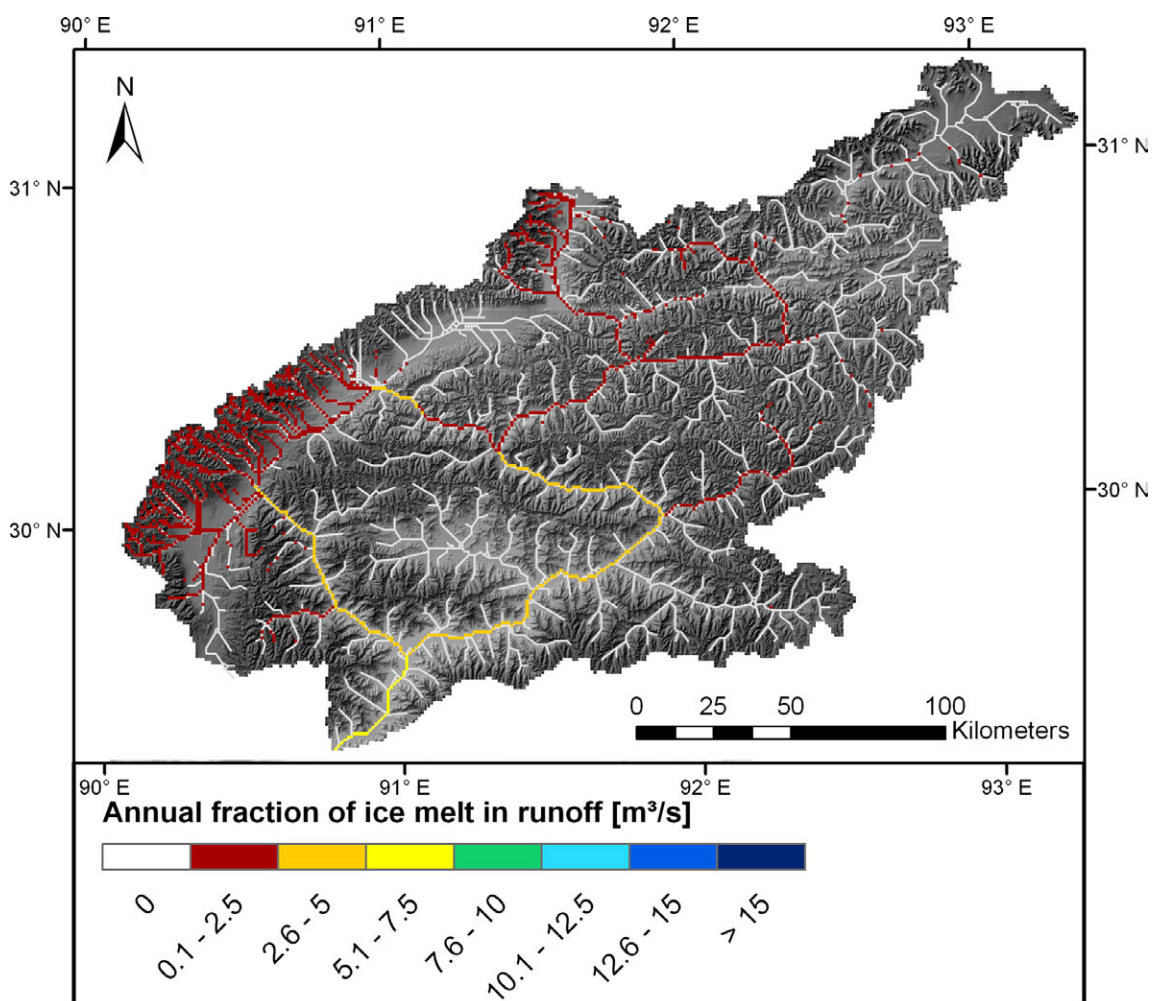 90° E 91° E 92° E 93° E
N
31° N
31° N
30° N
30° N
0 25 50 100
Kilometers
90° E 91° E 92° E 93° E
Annual fraction of ice melt in runoff [m³/s]
0 0.1 - 2.5 2.6 - 5 5.1 - 7.5 7.6 - 10 10.1 - 12.5 12.6 - 15 > 15